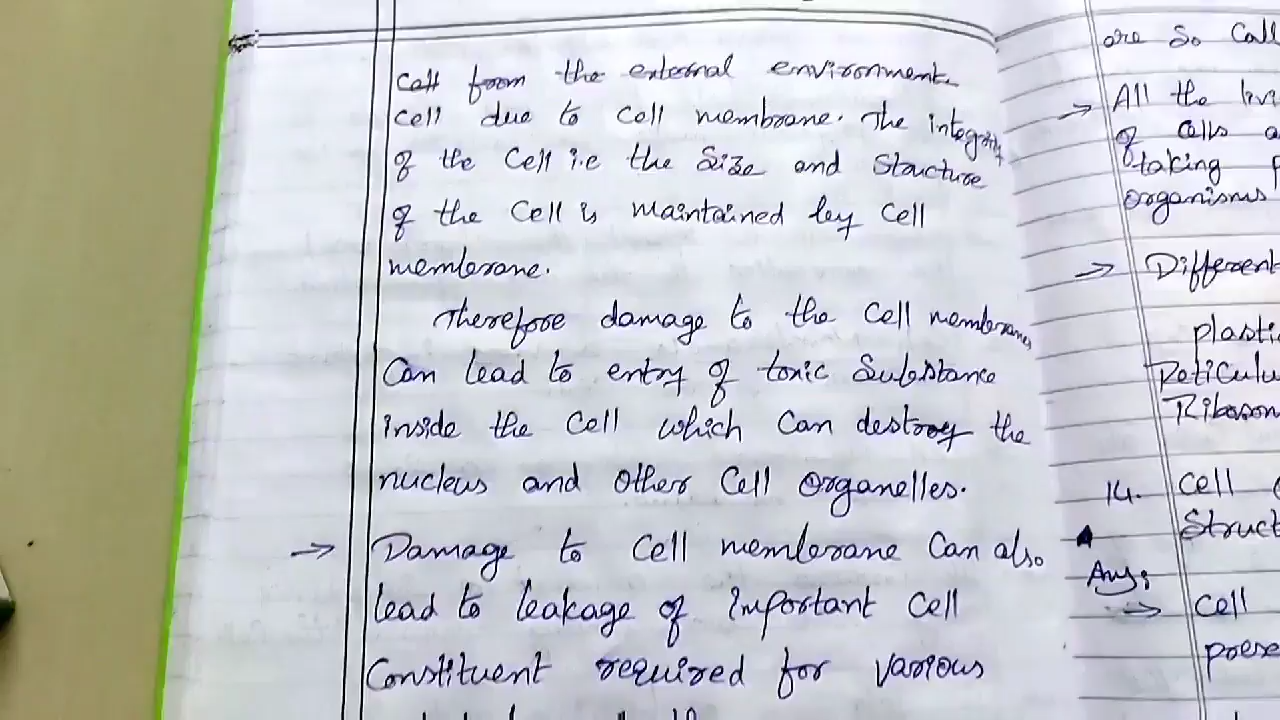 Cell from the external environment.
cell due to cell membrane. The integrity
of the cell i.e the Size and Structure
of the cell is maintained by cell
membrane.
Therefore damage to the cell membrane
Can lead to entry of toxic Substance
inside the cell which can destroy the
nucleus and other cell organelles.
→ Damage to cell membrane can also
lead to leakage of Important cell
Constituent required for various
are so call
→ All the livi
of cells a
taking p
organisms
→ Different
plasti
Reticulu
Riboson
14. cell
Struct
Ans:
→ cell
prese